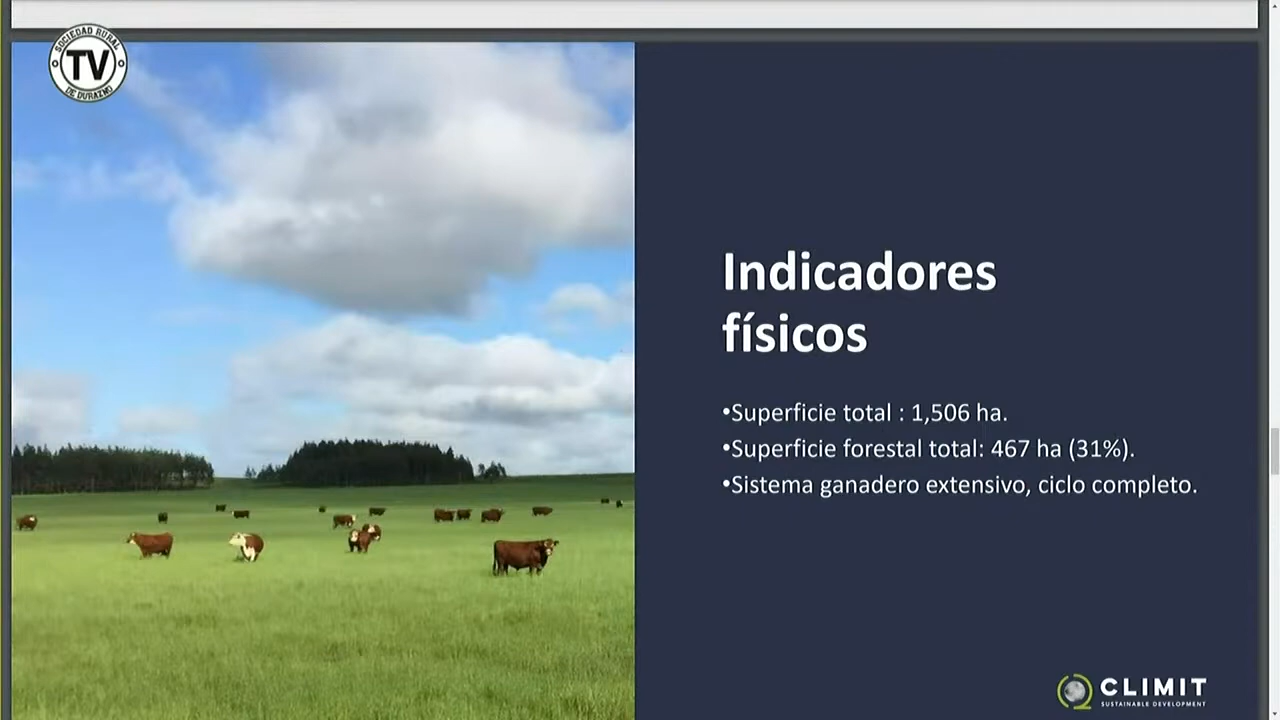 SOCIEDAD RURAL
TV
DE DURAZNO
Indicadores
físicos
•Superficie total : 1,506 ha.
•Superficie forestal total: 467 ha (31%).
•Sistema ganadero extensivo, ciclo completo.
CLIMIT
SUSTAINABLE DEVELOPMENT